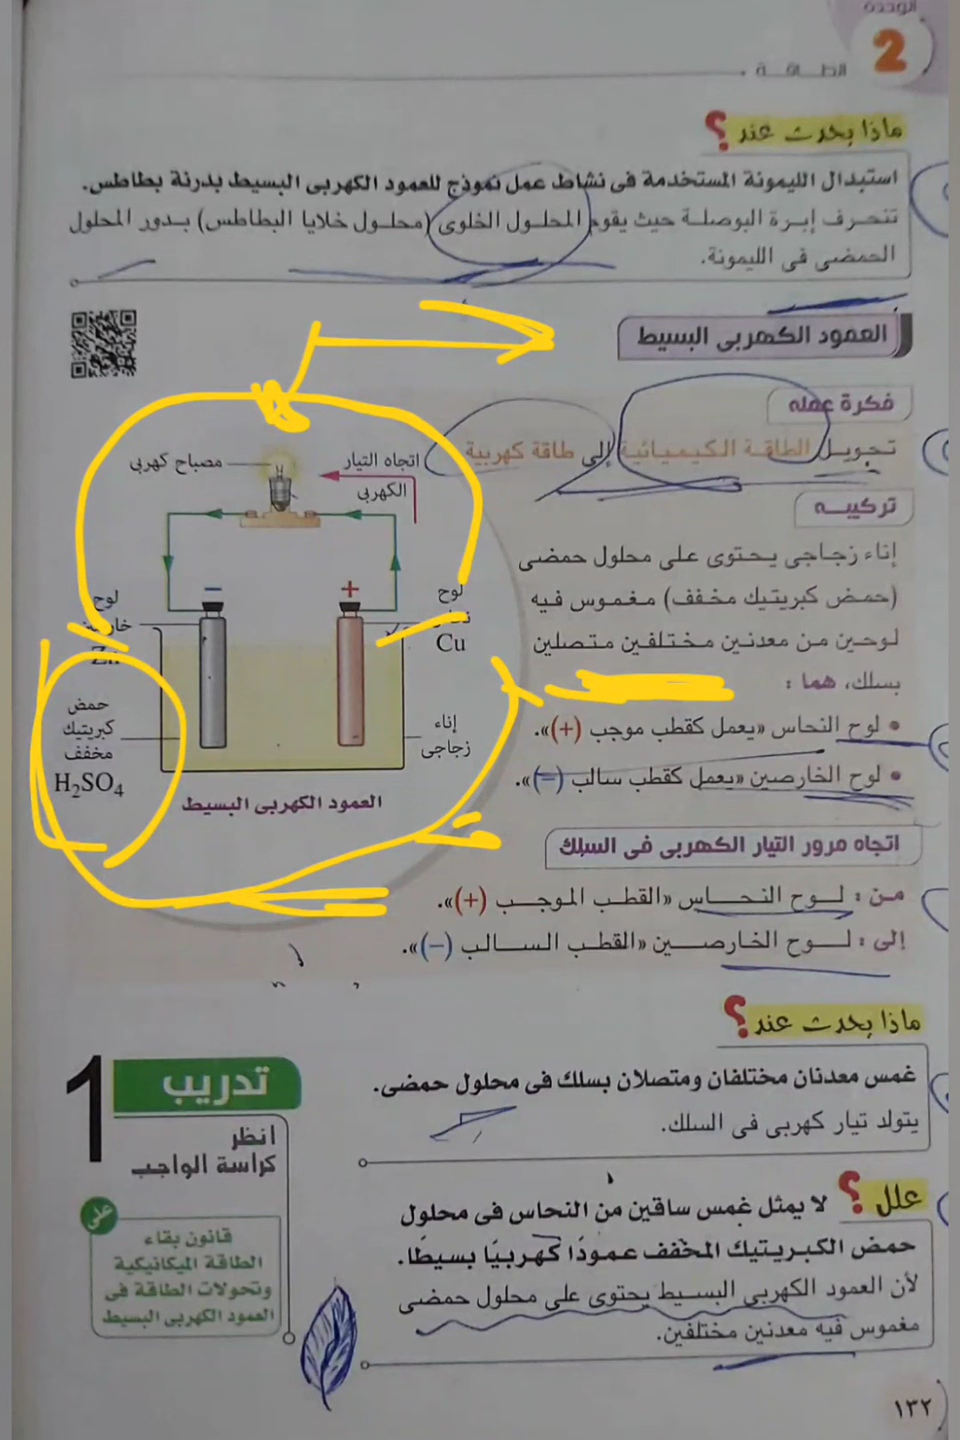 الوحدة
2
الطاقة
ماذا يحدث عند ؟
استبدال الليمونة المستخدمة فى نشاط عمل نموذج للعمود الكهربى البسيط بدرنة بطاطس.
تنحرف إبرة البوصلة حيث يقوم المحلول الخلوى (محلول خلايا البطاطس) بدور المحلول
الحمضى فى الليمونة.
العمود الكهربى البسيط
فكرة عمله
تحويل الطاقة الكيميائية إلى طاقة كهربية
تركيبه
إناء زجاجى يحتوى على محلول حمضى
(حمض كبريتيك مخفف) مغموس فيه
لوحين من معدنين مختلفين متصلين
بسلك، هما :
• لوح النحاس «يعمل كقطب موجب (+)».
• لوح الخارصين «يعمل كقطب سالب (–)».
مصباح كهربى
اتجاه التيار
الكهربى
–
+
لوح
لوح
Cu
Zn
حمض
كبريتيك
مخفف
H₂SO₄
إناء
زجاجى
العمود الكهربى البسيط
اتجاه مرور التيار الكهربى فى السلك
من : لوح النحاس «القطب الموجب (+)».
إلى : لوح الخارصين «القطب السالب (–)».
ماذا يحدث عند ؟
غمس معدنان مختلفان ومتصلان بسلك فى محلول حمضى.
يتولد تيار كهربى فى السلك.
علل ؟ لا يمثل غمس ساقين من النحاس فى محلول
حمض الكبريتيك المخفف عمودًا كهربيًا بسيطًا.
لأن العمود الكهربى البسيط يحتوى على محلول حمضى
مغموس فيه معدنين مختلفين.
تدريب 1
انظر
كراسة الواجب
على
قانون بقاء
الطاقة الميكانيكية
وتحولات الطاقة فى
العمود الكهربى البسيط
١٣٢